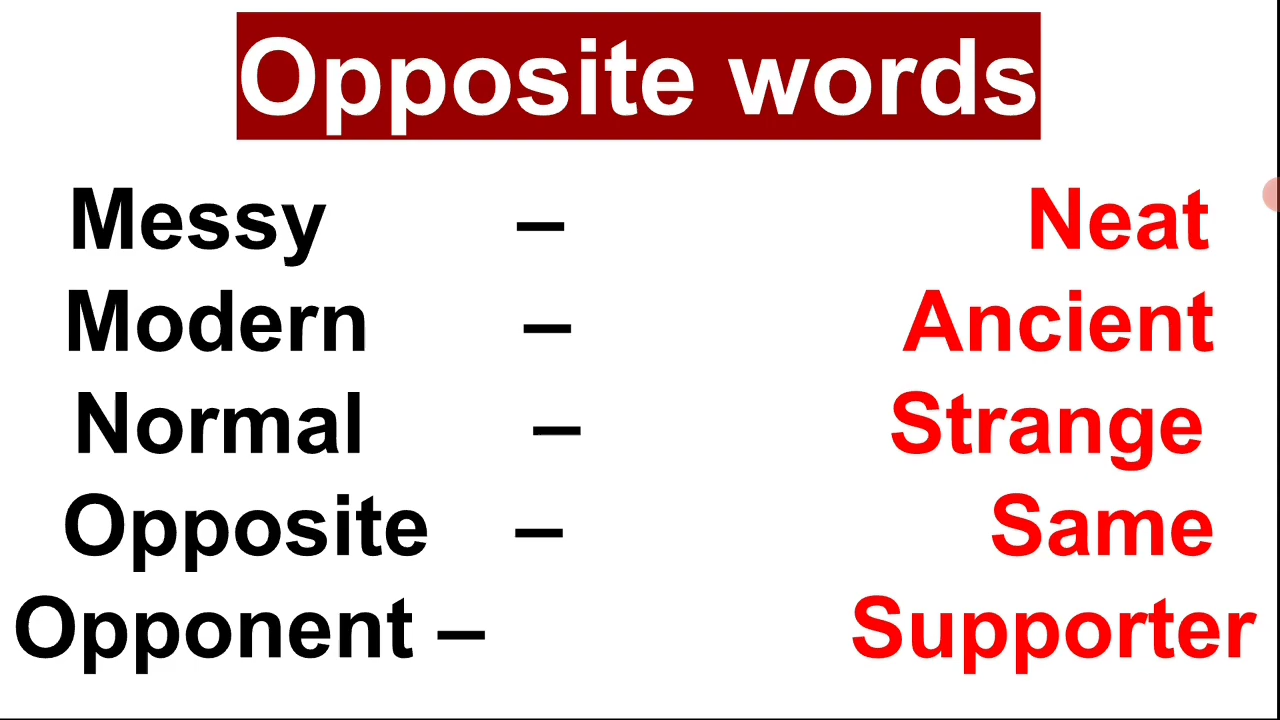 Opposite words
Messy – Neat
Modern – Ancient
Normal – Strange
Opposite – Same
Opponent – Supporter